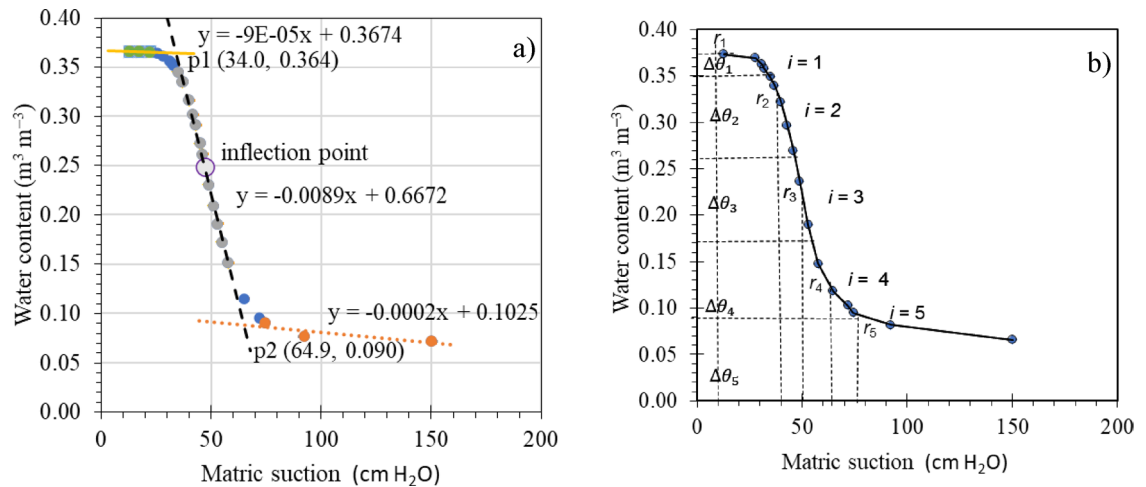 a)
y = -9E-05x + 0.3674
p1 (34.0, 0.364)
inflection point
y = -0.0089x + 0.6672
y = -0.0002x + 0.1025
p2 (64.9, 0.090)
Water content (m³ m⁻³)
0.40
0.35
0.30
0.25
0.20
0.15
0.10
0.05
0.00
0 50 100 150 200
Matric suction (cm H₂O)
b)
r₁
Δθ₁ i = 1
r₂ i = 2
Δθ₂
r₃ i = 3
Δθ₃
r₄ i = 4
Δθ₄ i = 5
r₅
Δθ₅
Water content (m³ m⁻³)
0.40
0.35
0.30
0.25
0.20
0.15
0.10
0.05
0.00
0 50 100 150 200
Matric suction (cm H₂O)